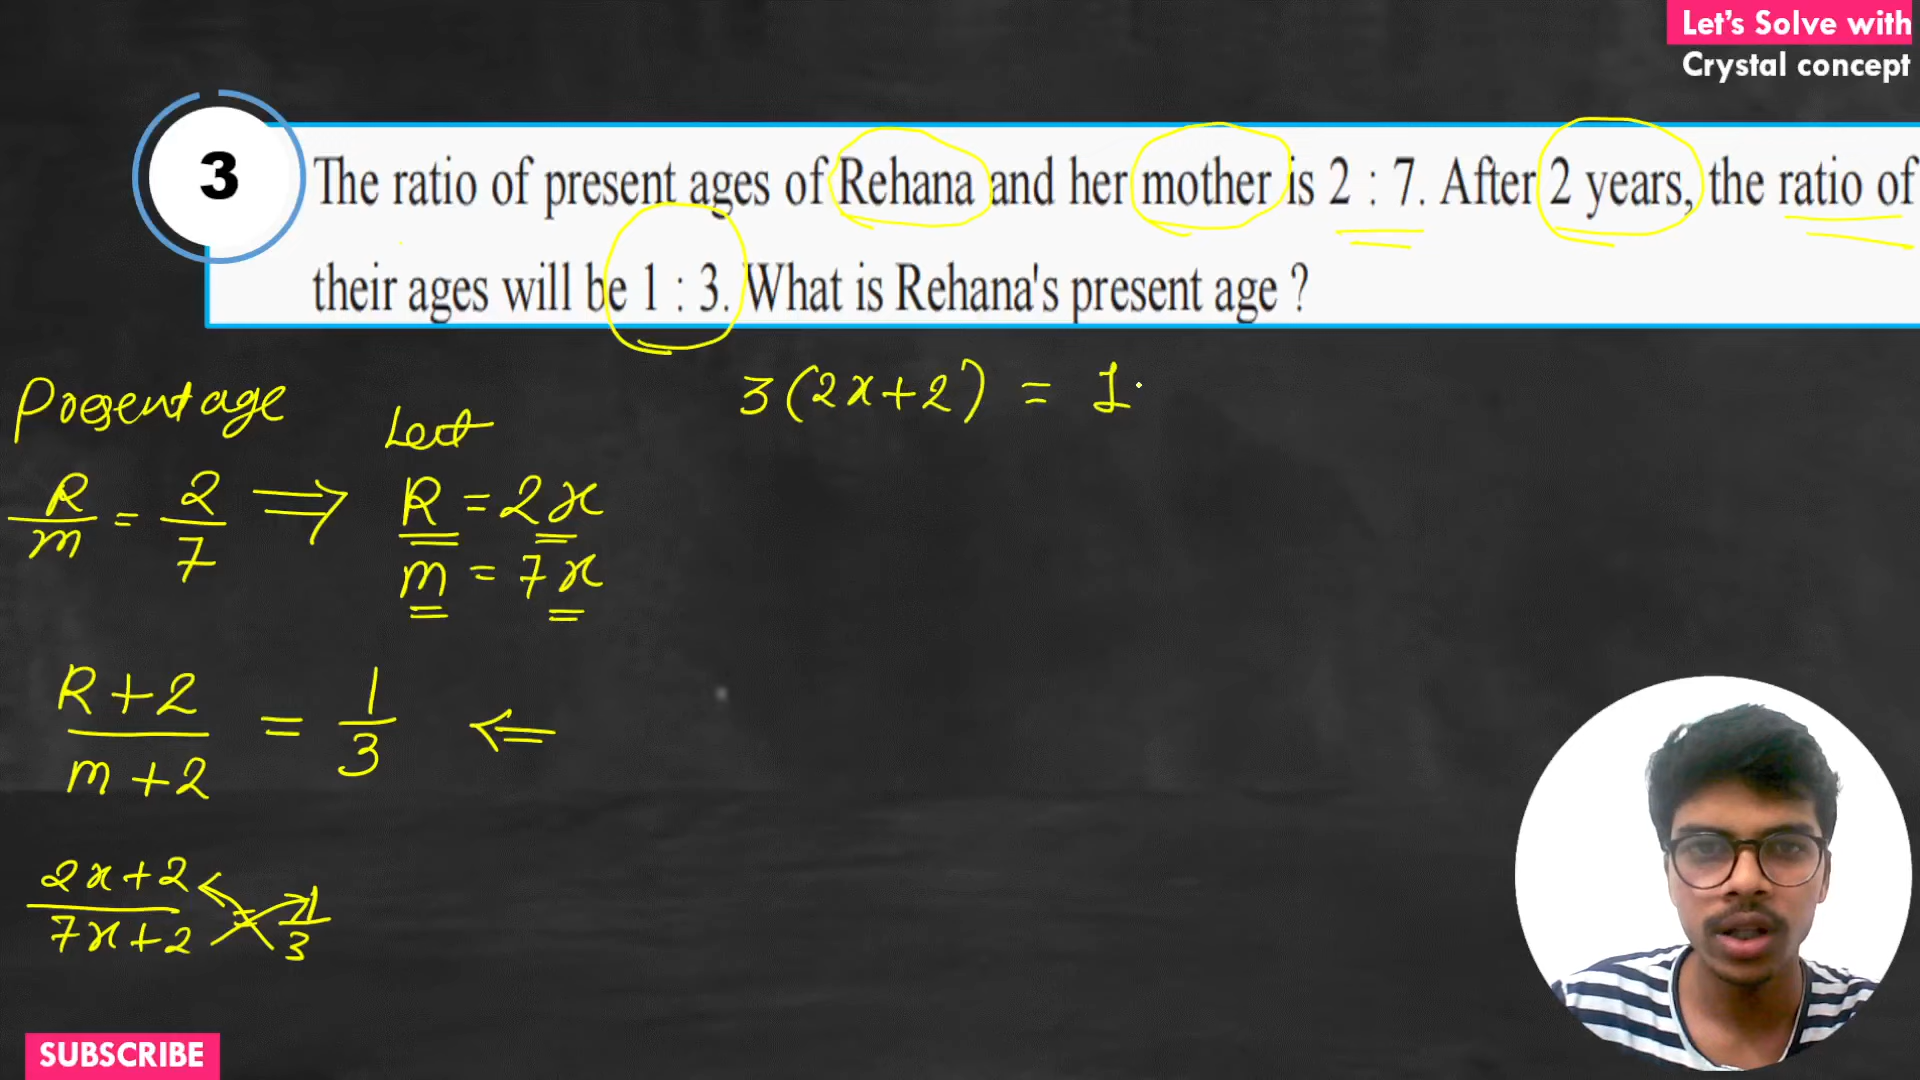 Let's Solve with
Crystal concept
3
The ratio of present ages of Rehana and her mother is 2 : 7. After 2 years, the ratio of
their ages will be 1 : 3. What is Rehana's present age ?
3(2x+2) = 1.
Present age
Let
R/m = 2/7 ⇒ R = 2x
m = 7x
R+2/m+2 = 1/3 ⇐
2x+2/7x+2 = 1/3
SUBSCRIBE